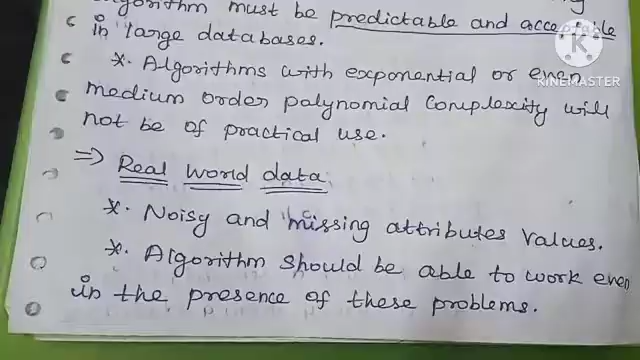 algorithm must be predictable and acceptable
in large databases.
*. Algorithms with exponential or even
medium order polynomial complexity will
not be of practical use.
⇒ Real World data
*. Noisy and missing attributes values.
*. Algorithm should be able to work even
in the presence of these problems.
K
KINEMASTER